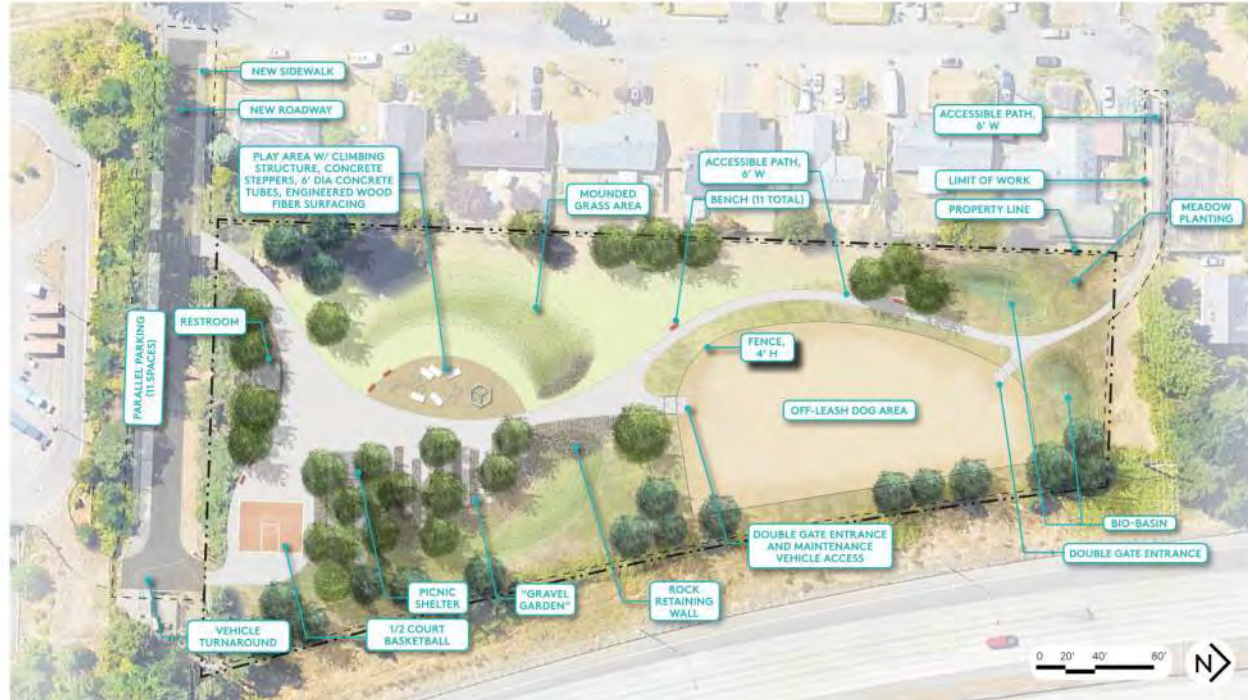 NEW SIDEWALK
NEW ROADWAY
PLAY AREA W/ CLIMBING
STRUCTURE, CONCRETE
STEPPERS, 6' DIA CONCRETE
TUBES, ENGINEERED WOOD
FIBER SURFACING
MOUNDED
GRASS AREA
ACCESSIBLE PATH,
6' W
BENCH (11 TOTAL)
ACCESSIBLE PATH,
6' W
LIMIT OF WORK
PROPERTY LINE
MEADOW
PLANTING
RESTROOM
PARALLEL PARKING
(11 SPACES)
FENCE,
4' H
OFF-LEASH DOG AREA
BIO-BASIN
DOUBLE GATE ENTRANCE
DOUBLE GATE ENTRANCE
AND MAINTENANCE
VEHICLE ACCESS
PICNIC
SHELTER
"GRAVEL
GARDEN"
ROCK
RETAINING
WALL
VEHICLE
TURNAROUND
1/2 COURT
BASKETBALL
0 20' 40' 80'
N